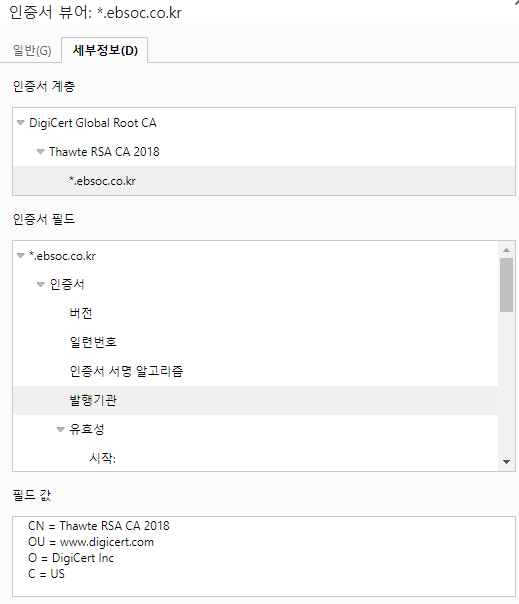 인증서 뷰어: *.ebsoc.co.kr
일반(G) 세부정보(D)
인증서 계층
DigiCert Global Root CA
Thawte RSA CA 2018
*.ebsoc.co.kr
인증서 필드
*.ebsoc.co.kr
인증서
버전
일련번호
인증서 서명 알고리즘
발행기관
유효성
시작:
필드 값
CN = Thawte RSA CA 2018
OU = www.digicert.com
O = DigiCert Inc
C = US